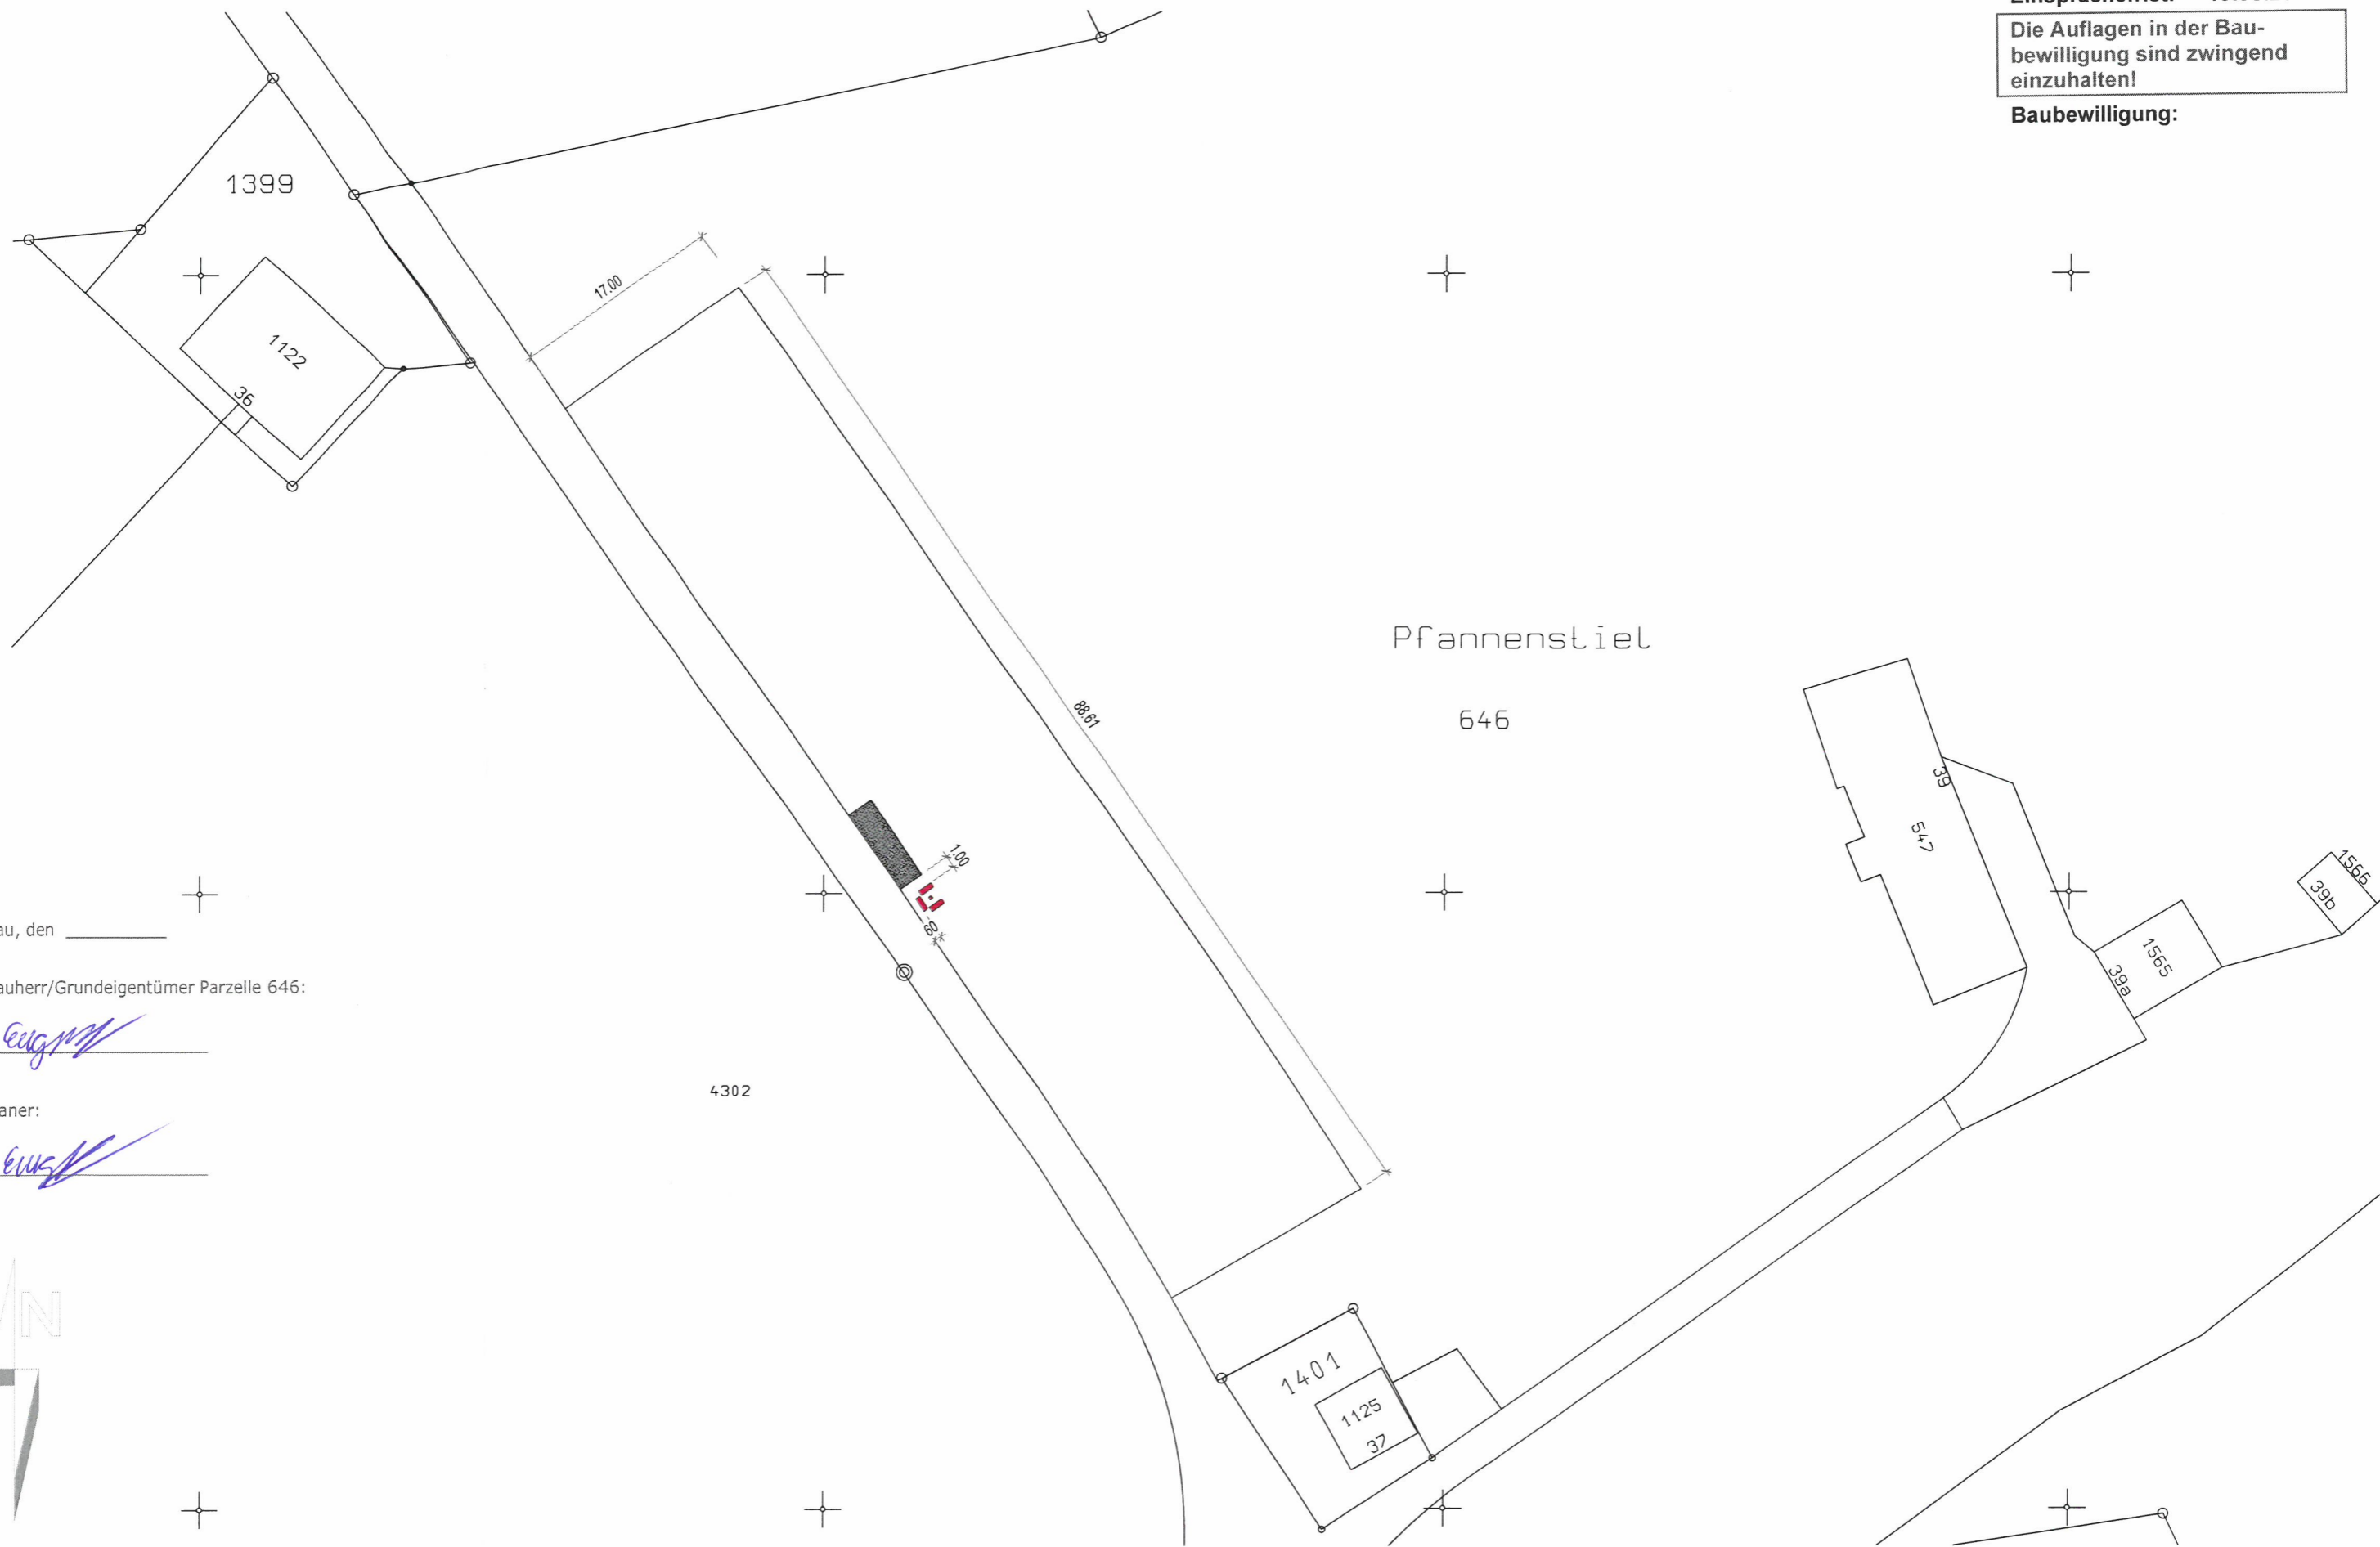 Die Auflagen in der Bau-
bewilligung sind zwingend
einzuhalten!
Baubewilligung:
1399
17.00
1122
36
Pfannenstiel
646
88.61
39
547
1.00
1566
39b
1565
39a
au, den
auherr/Grundeigentümer Parzelle 646:
4302
aner:
N
1401
1125
37